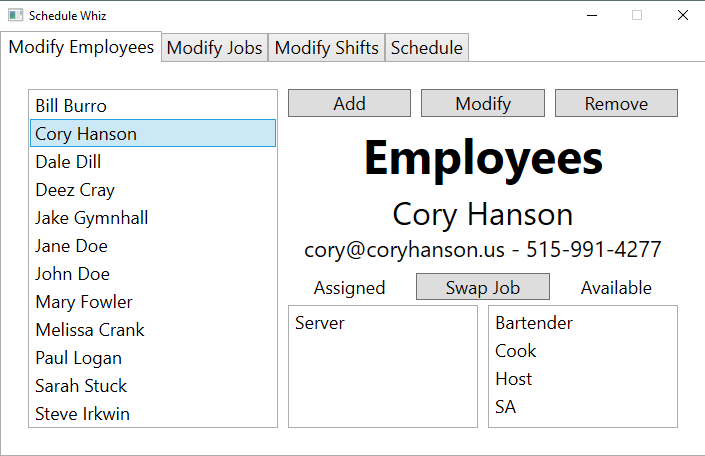 Schedule Whiz
Modify Employees Modify Jobs Modify Shifts Schedule
Bill Burro
Cory Hanson
Dale Dill
Deez Cray
Jake Gymnhall
Jane Doe
John Doe
Mary Fowler
Melissa Crank
Paul Logan
Sarah Stuck
Steve Irkwin
Add Modify Remove
Employees
Cory Hanson
cory@coryhanson.us - 515-991-4277
Assigned Swap Job Available
Server
Bartender
Cook
Host
SA